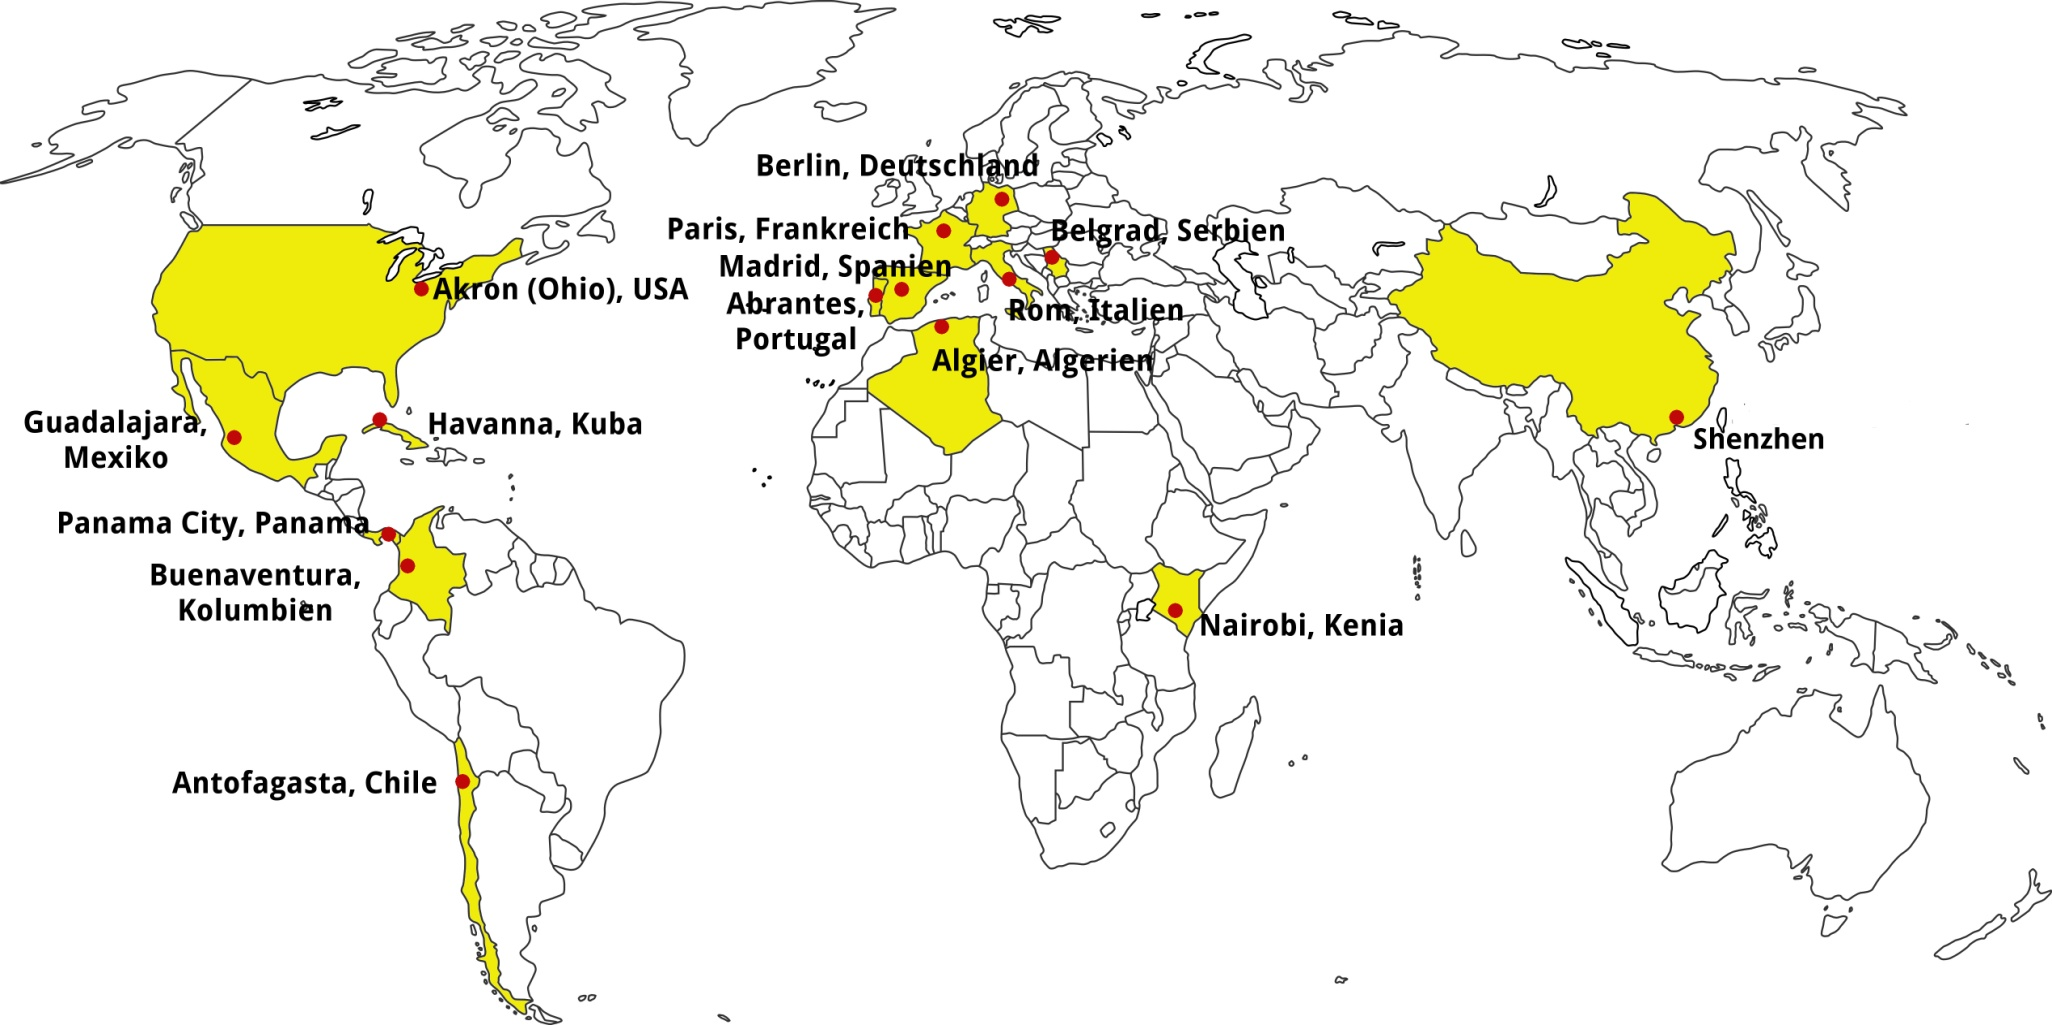 Berlin, Deutschland
Paris, Frankreich
Belgrad, Serbien
Madrid, Spanien
Akron (Ohio), USA
Abrantes,
Portugal
Rom, Italien
Algier, Algerien
Guadalajara,
Mexiko
Havanna, Kuba
Shenzhen
Panama City, Panama
Buenaventura,
Kolumbien
Nairobi, Kenia
Antofagasta, Chile